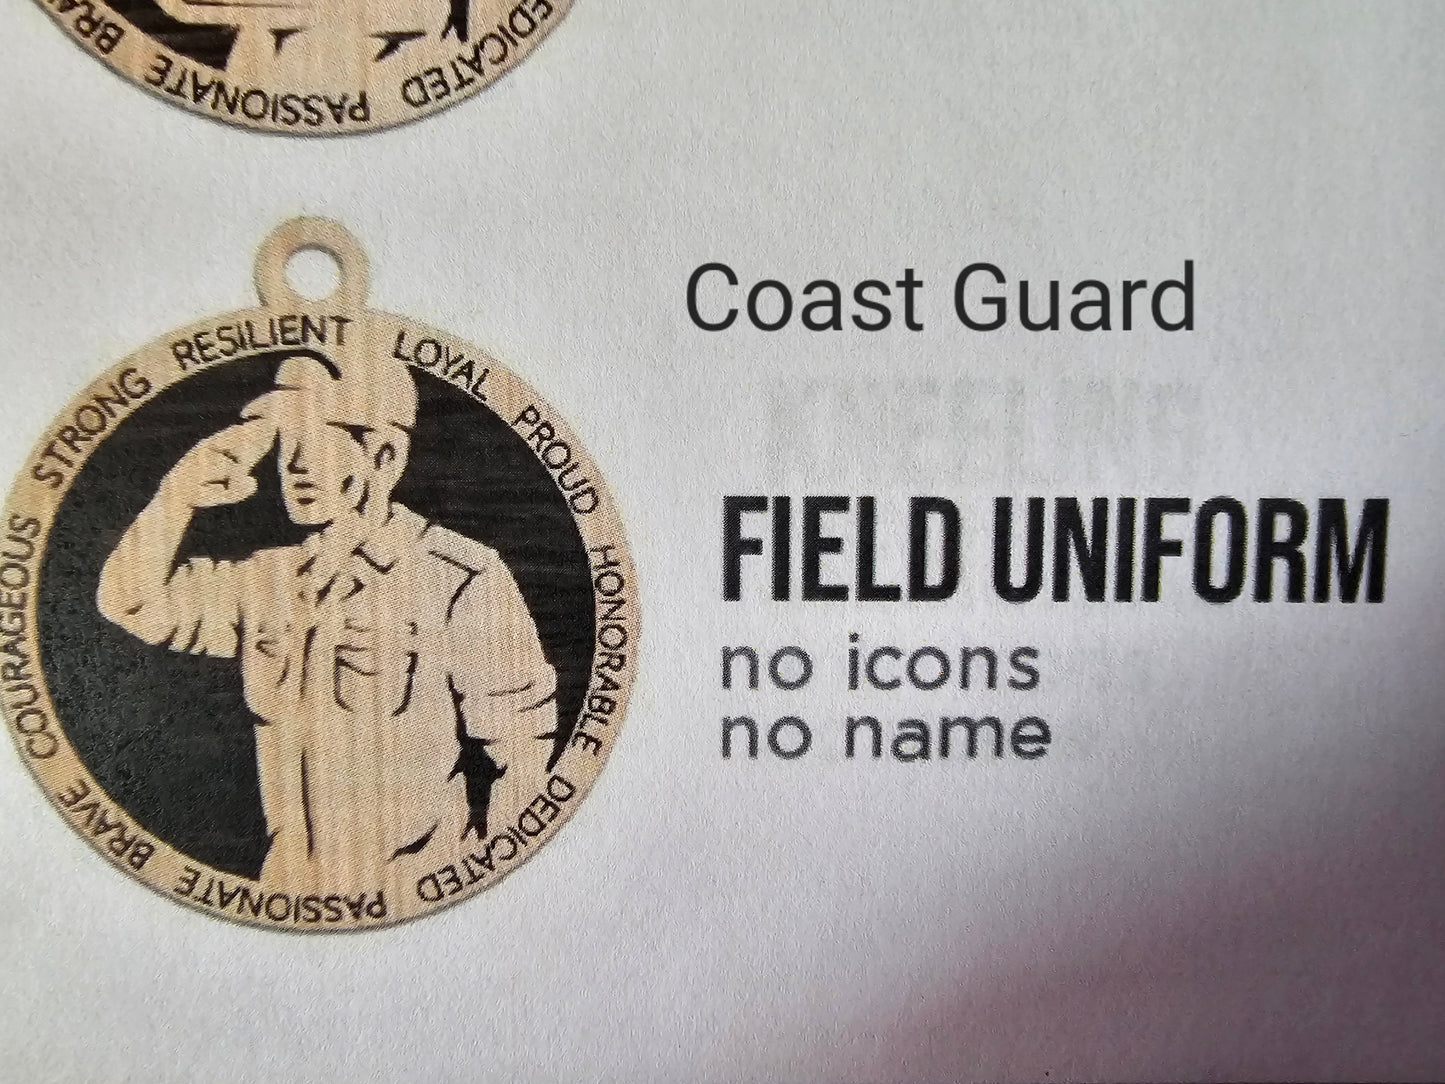 BRAVE PASSIONATE DEDICATED
COURAGEOUS STRONG RESILIENT LOYAL PROUD HONORABLE DEDICATED PASSIONATE BRAVE
Coast Guard
FIELD UNIFORM
no icons
no name